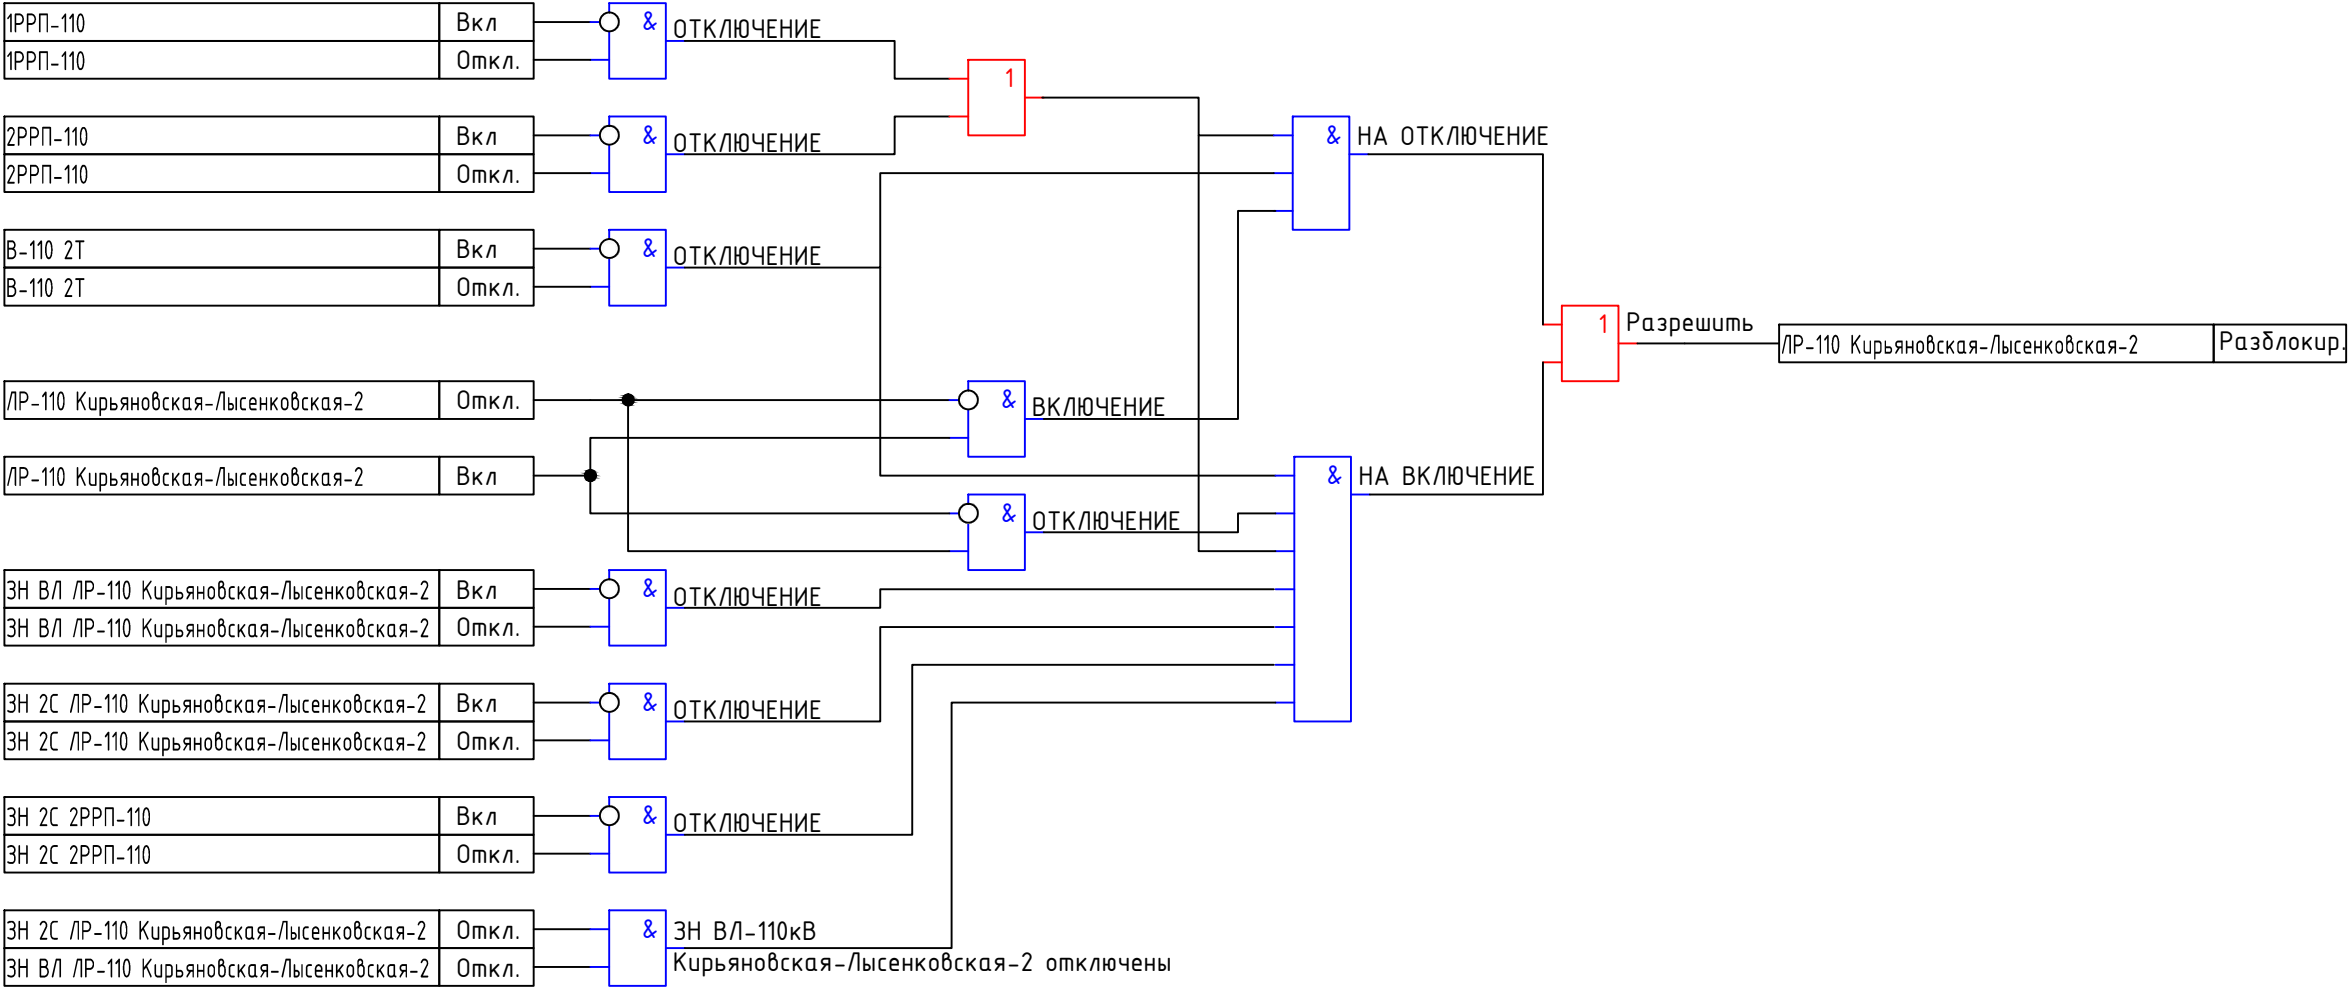 1РРП-110 Вкл & ОТКЛЮЧЕНИЕ
1РРП-110 Откл.
1
2РРП-110 Вкл & ОТКЛЮЧЕНИЕ & НА ОТКЛЮЧЕНИЕ
2РРП-110 Откл.
В-110 2Т Вкл & ОТКЛЮЧЕНИЕ
В-110 2Т Откл.
1 Разрешить
ЛР-110 Кирьяновская-Лысенковская-2 Разблокир.
ЛР-110 Кирьяновская-Лысенковская-2 Откл. & ВКЛЮЧЕНИЕ
ЛР-110 Кирьяновская-Лысенковская-2 Вкл & НА ВКЛЮЧЕНИЕ
& ОТКЛЮЧЕНИЕ
ЗН ВЛ ЛР-110 Кирьяновская-Лысенковская-2 Вкл & ОТКЛЮЧЕНИЕ
ЗН ВЛ ЛР-110 Кирьяновская-Лысенковская-2 Откл.
ЗН 2С ЛР-110 Кирьяновская-Лысенковская-2 Вкл & ОТКЛЮЧЕНИЕ
ЗН 2С ЛР-110 Кирьяновская-Лысенковская-2 Откл.
ЗН 2С 2РРП-110 Вкл & ОТКЛЮЧЕНИЕ
ЗН 2С 2РРП-110 Откл.
ЗН 2С ЛР-110 Кирьяновская-Лысенковская-2 Откл. & ЗН ВЛ-110кВ
ЗН ВЛ ЛР-110 Кирьяновская-Лысенковская-2 Откл. Кирьяновская-Лысенковская-2 отключены